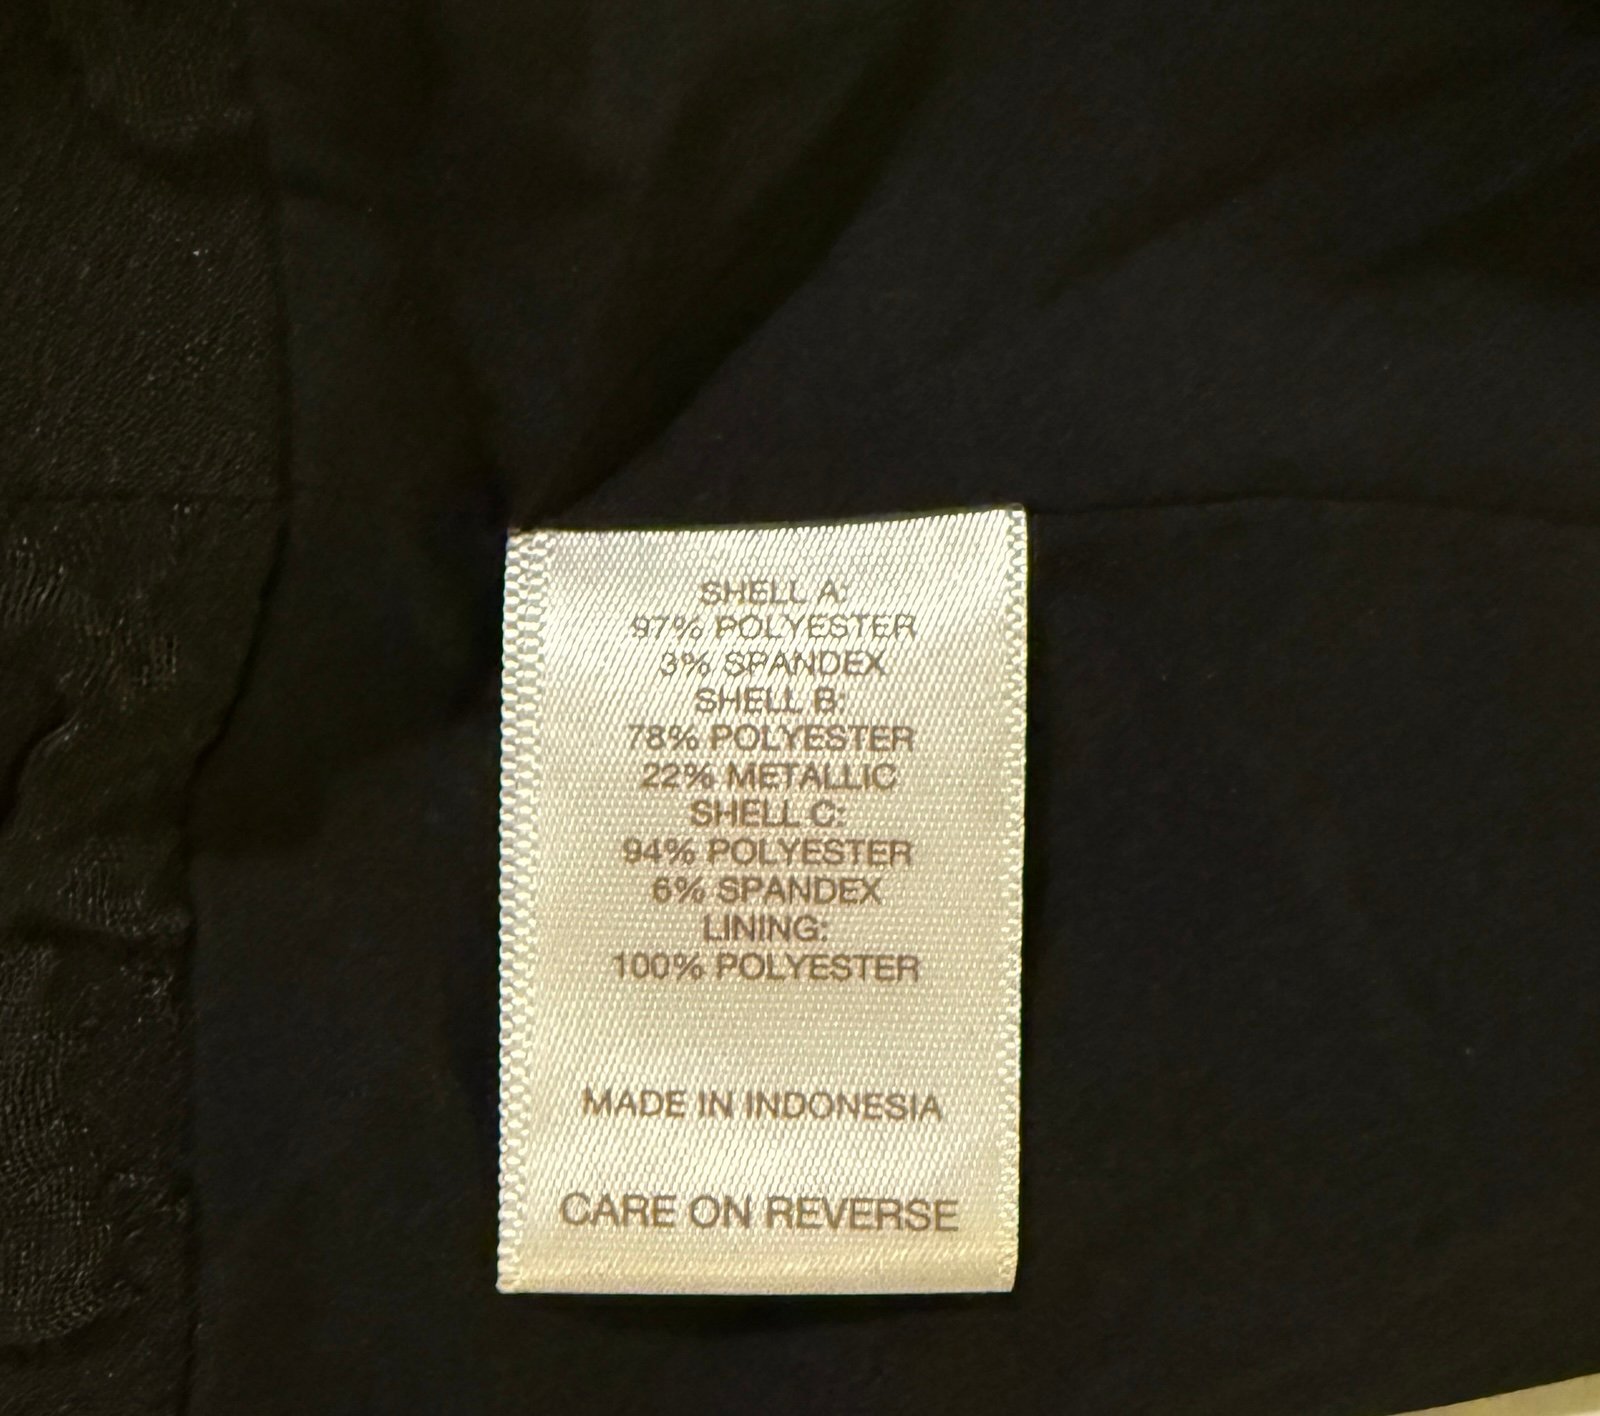 SHELL A:
97% POLYESTER
3% SPANDEX
SHELL B:
78% POLYESTER
22% METALLIC
SHELL C:
94% POLYESTER
6% SPANDEX
LINING:
100% POLYESTER
MADE IN INDONESIA
CARE ON REVERSE